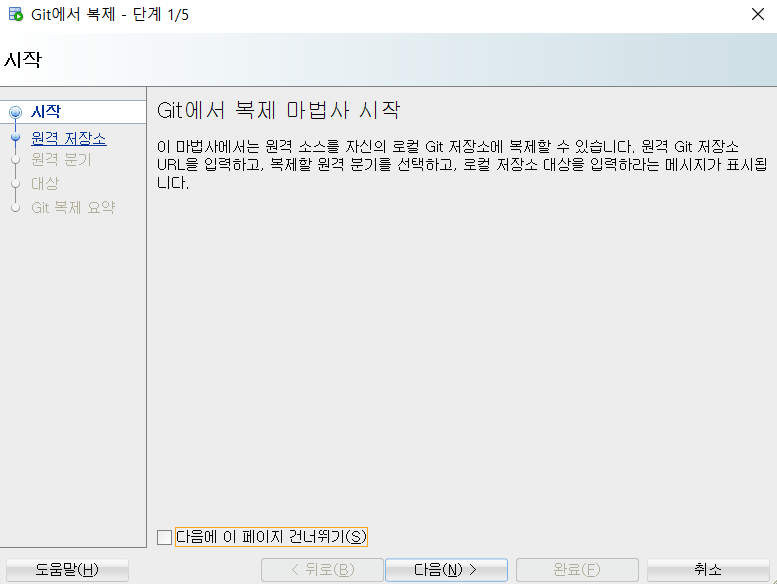 Git에서 복제 - 단계 1/5
시작
시작
원격 저장소
원격 분기
대상
Git 복제 요약
Git에서 복제 마법사 시작
이 마법사에서는 원격 소스를 자신의 로컬 Git 저장소에 복제할 수 있습니다. 원격 Git 저장소
URL을 입력하고, 복제할 원격 분기를 선택하고, 로컬 저장소 대상을 입력하라는 메시지가 표시됩
니다.
다음에 이 페이지 건너뛰기(S)
도움말(H)
< 뒤로(B)
다음(N) >
완료(F)
취소